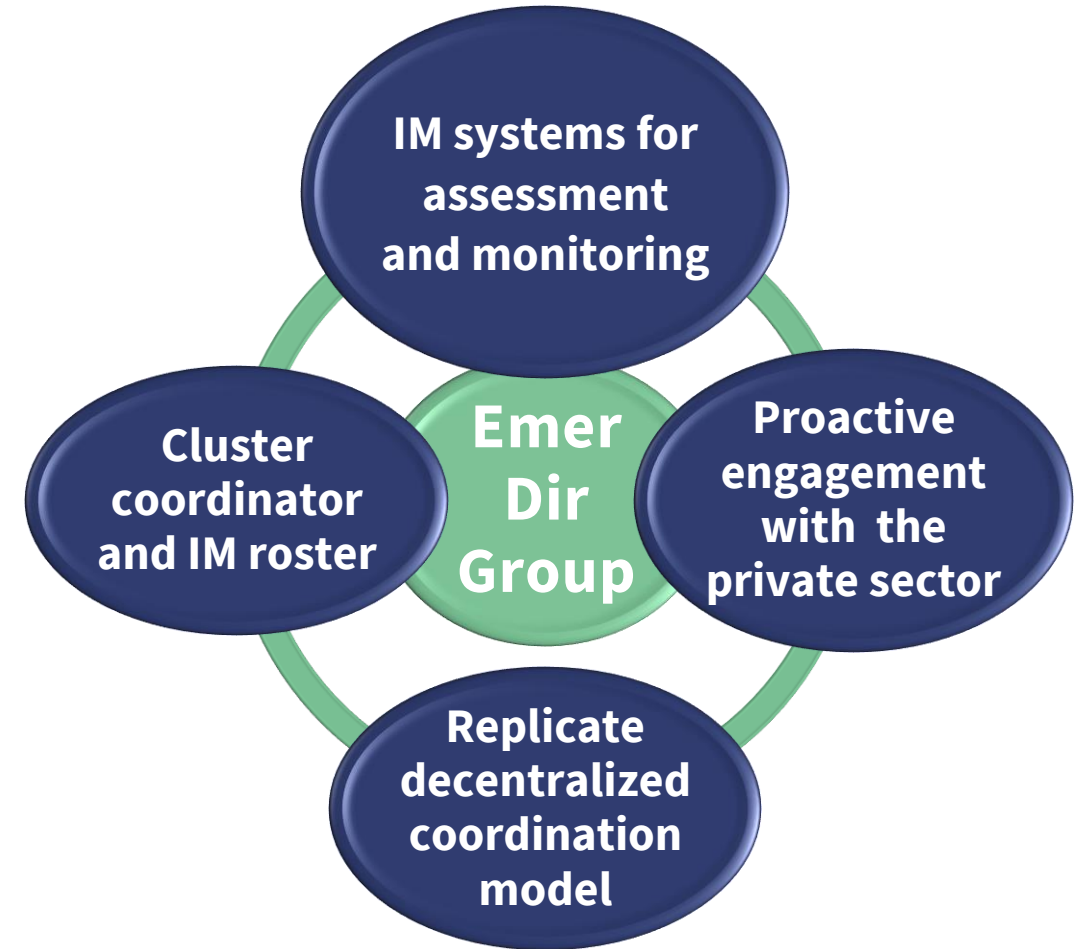 IM systems for
assessment
and monitoring
Cluster
coordinator
and IM roster
Emer
Dir
Group
Proactive
engagement
with  the
private sector
Replicate
decentralized
coordination
model